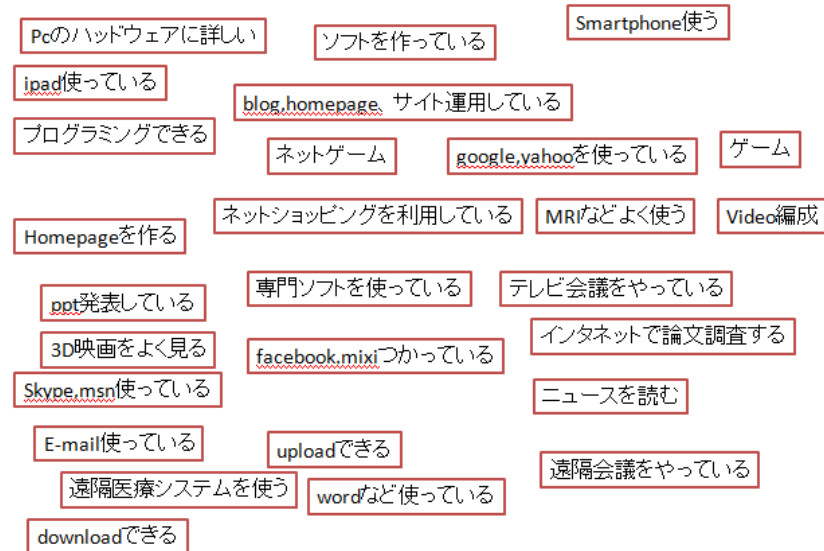 Pcのハッドウェアに詳しい
ソフトを作っている
Smartphone使う
ipad使っている
blog,homepage、サイト運用している
プログラミングできる
ネットゲーム
google,yahooを使っている
ゲーム
ネットショッピングを利用している
MRIなどよく使う
Video編成
Homepageを作る
専門ソフトを使っている
テレビ会議をやっている
ppt発表している
インタネットで論文調査する
3D映画をよく見る
facebook,mixiつかっている
Skype,msn使っている
ニュースを読む
E-mail使っている
uploadできる
遠隔会議をやっている
遠隔医療システムを使う
wordなど使っている
downloadできる